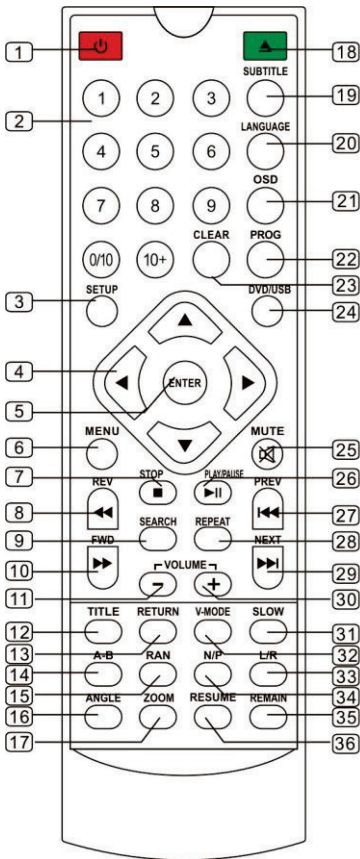 1
18
SUBTITLE
1 2 3
2
19
LANGUAGE
4 5 6
20
OSD
7 8 9
21
CLEAR PROG
0/10 10+
22
23
SETUP
DVD/USB
3
24
4
ENTER
5
MENU MUTE
6
25
STOP PLAY/PAUSE
7
26
REV PREV
8
27
SEARCH REPEAT
9
28
FWD NEXT
10
29
VOLUME
- +
11
30
TITLE RETURN V-MODE SLOW
12
31
13
32
A-B RAN N/P L/R
14
33
15
34
ANGLE ZOOM RESUME REMAIN
16
35
17
36